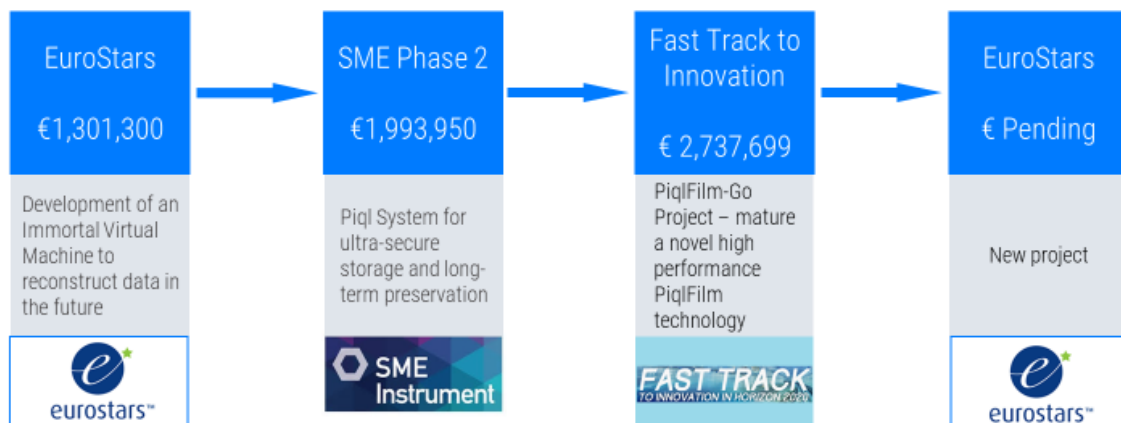 EuroStars
€1,301,300
Development of an
Immortal Virtual
Machine to
reconstruct data in
the future
eurostars™
SME Phase 2
€1,993,950
Piql System for
ultra-secure
storage and long-
term preservation
SME
Instrument
Fast Track to
Innovation
€ 2,737,699
PiqlFilm-Go
Project – mature
a novel high
performance
PiqlFilm
technology
FAST TRACK
TO INNOVATION IN HORIZON 2020
EuroStars
€ Pending
New project
eurostars™